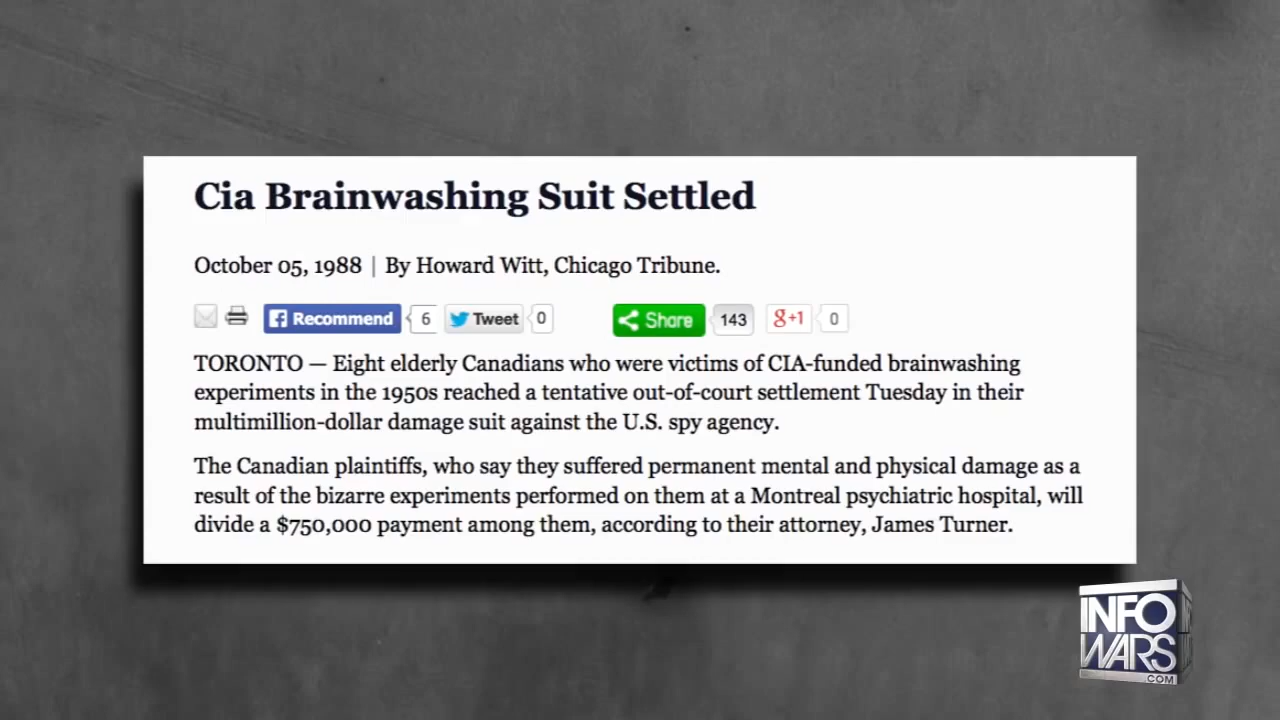 Cia Brainwashing Suit Settled
October 05, 1988 | By Howard Witt, Chicago Tribune.
Recommend 6 Tweet 0 Share 143 g+1 0
TORONTO — Eight elderly Canadians who were victims of CIA-funded brainwashing
experiments in the 1950s reached a tentative out-of-court settlement Tuesday in their
multimillion-dollar damage suit against the U.S. spy agency.
The Canadian plaintiffs, who say they suffered permanent mental and physical damage as a
result of the bizarre experiments performed on them at a Montreal psychiatric hospital, will
divide a $750,000 payment among them, according to their attorney, James Turner.
INFO
WARS
.COM